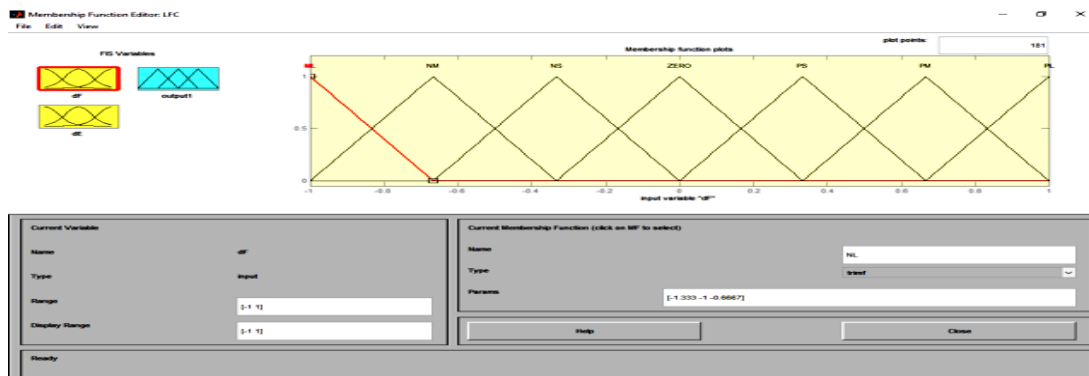 Membership Function Editor: LFC
File Edit View
FIS Variables
dF
output1
dE
Membership function plots
plot points:
181
NL NM NS ZERO PS PM PL
1
0.5
0
-1 -0.8 -0.6 -0.4 -0.2 0 0.2 0.4 0.6 0.8 1
input variable "dF"
Current Variable
Name dF
Type input
Range [-1 1]
Display Range [-1 1]
Current Membership Function (click on MF to select)
Name NL
Type trimf
Params [-1.333 -1 -0.6667]
Help Close
Ready